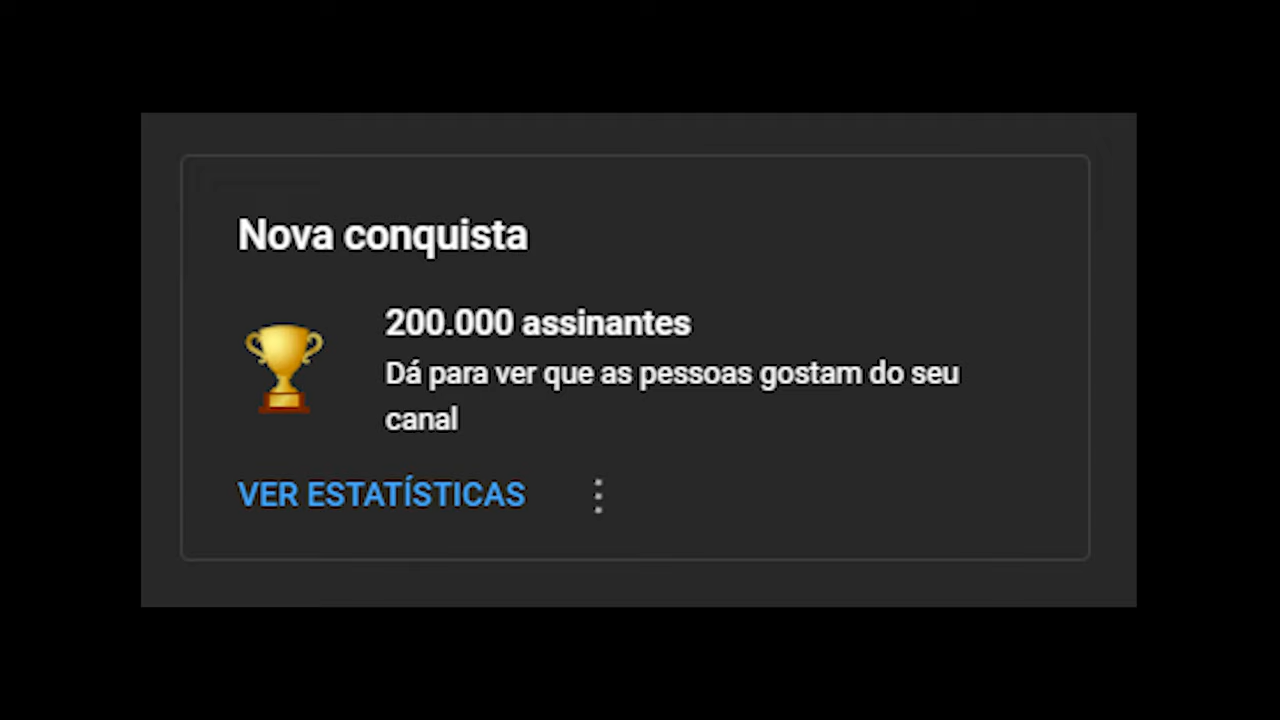 Nova conquista
200.000 assinantes
Dá para ver que as pessoas gostam do seu
canal
VER ESTATÍSTICAS